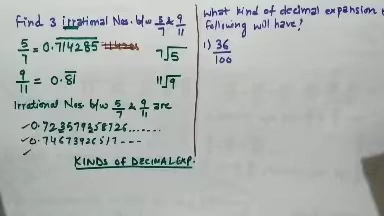 Find 3 irrational Nos. b/w 5/7 & 9/11
5/7 = 0.714285
7√5
9/11 = 0.81
11√9
Irrational Nos. b/w 5/7 & 9/11 are
✓0.723579358126.......
✓0.74673926517---
✓
KINDS OF DECIMAL EXP.
What kind of decimal expansion
following will have?
1) 36/100